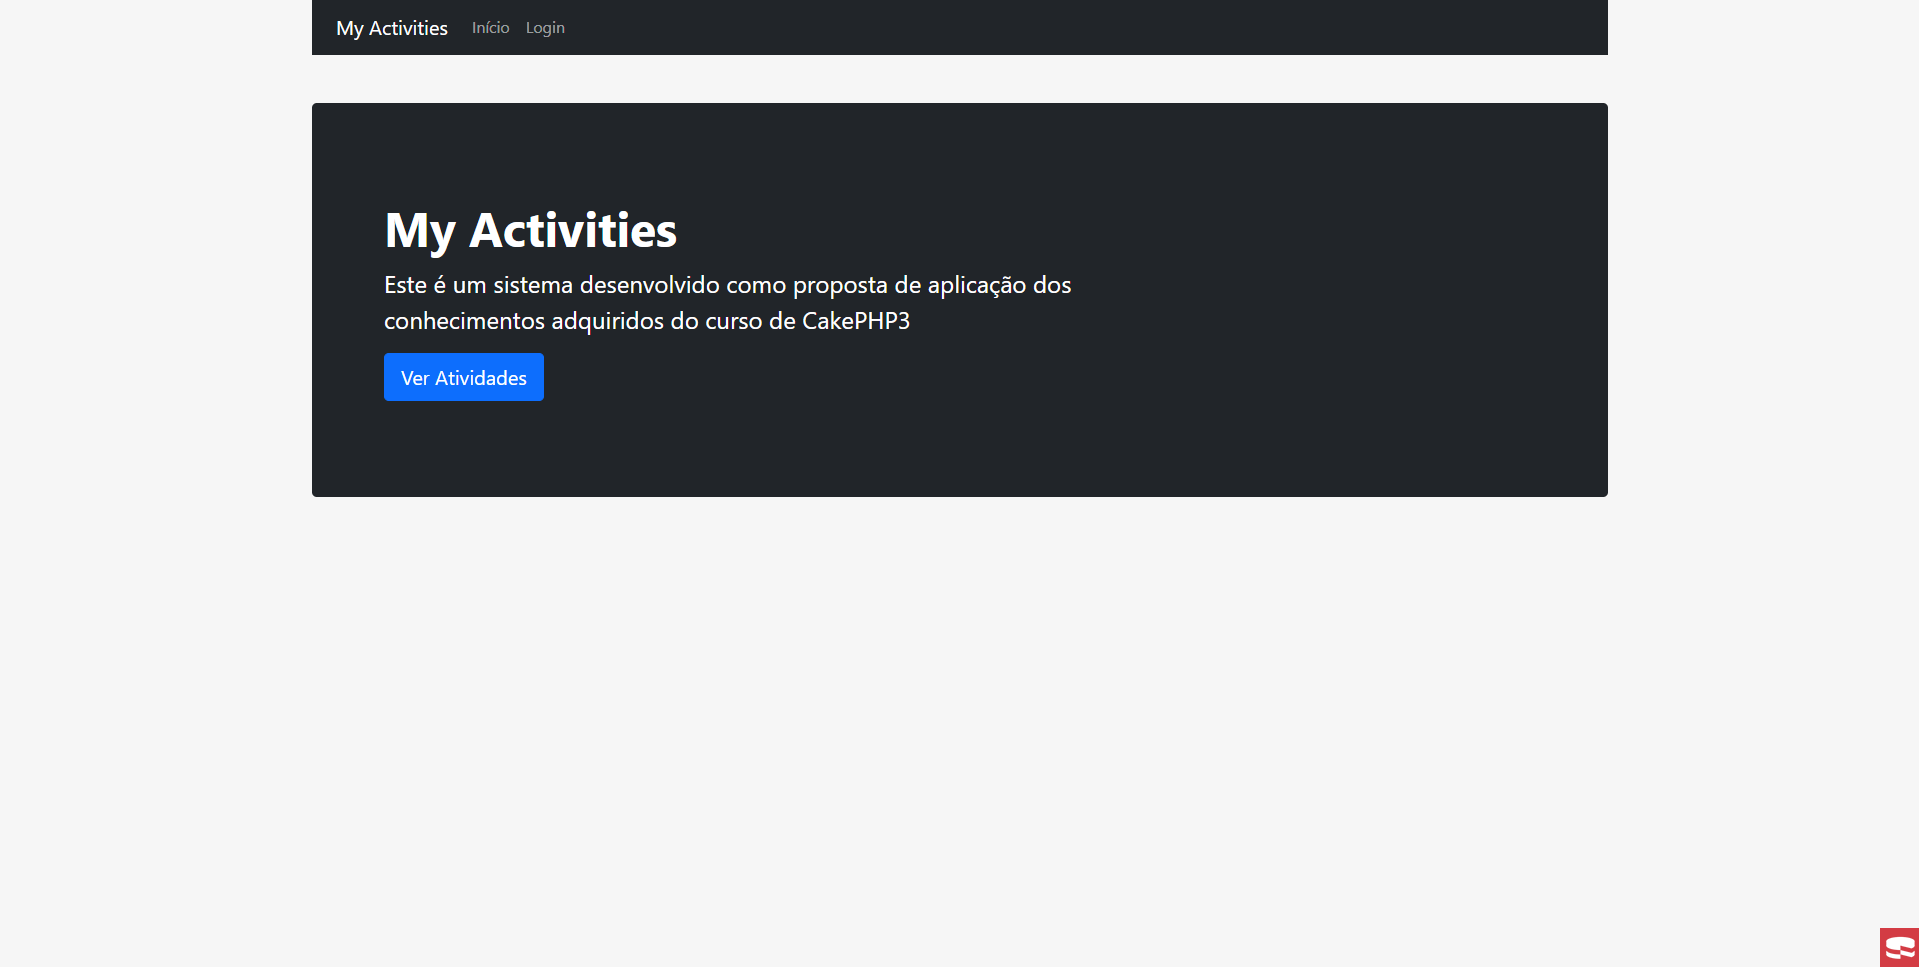 My Activities Início Login
My Activities
Este é um sistema desenvolvido como proposta de aplicação dos
conhecimentos adquiridos do curso de CakePHP3
Ver Atividades